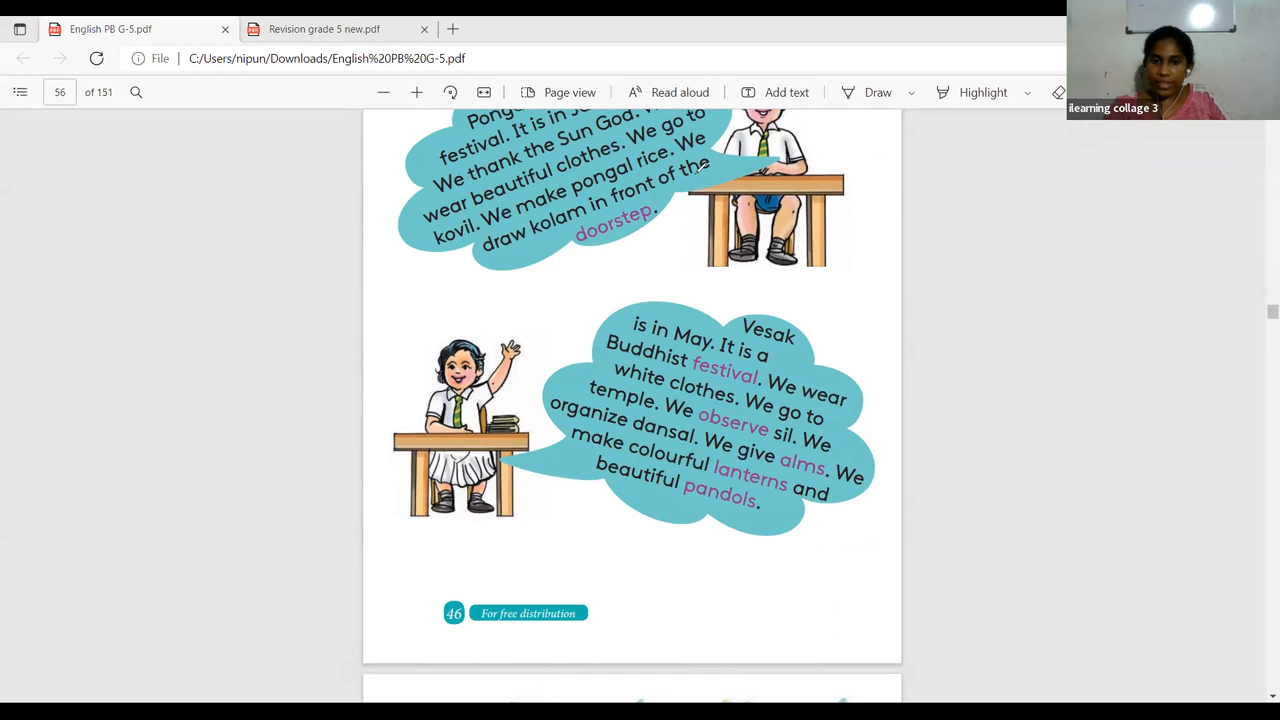 English PB G-5.pdf
Revision grade 5 new.pdf
File
C:/Users/nipun/Downloads/English%20PB%20G-5.pdf
56
of 151
Page view
Read aloud
Add text
Draw
Highlight
ilearning collage 3
festival. It is in
We thank the Sun God.
wear beautiful clothes. We go to
kovil. We make pongal rice. We
draw kolam in front of the
doorstep.
Vesak
is in May. It is a
Buddhist festival. We wear
white clothes. We go to
temple. We observe sil. We
organize dansal. We give alms. We
make colourful lanterns and
beautiful pandols.
46
For free distribution